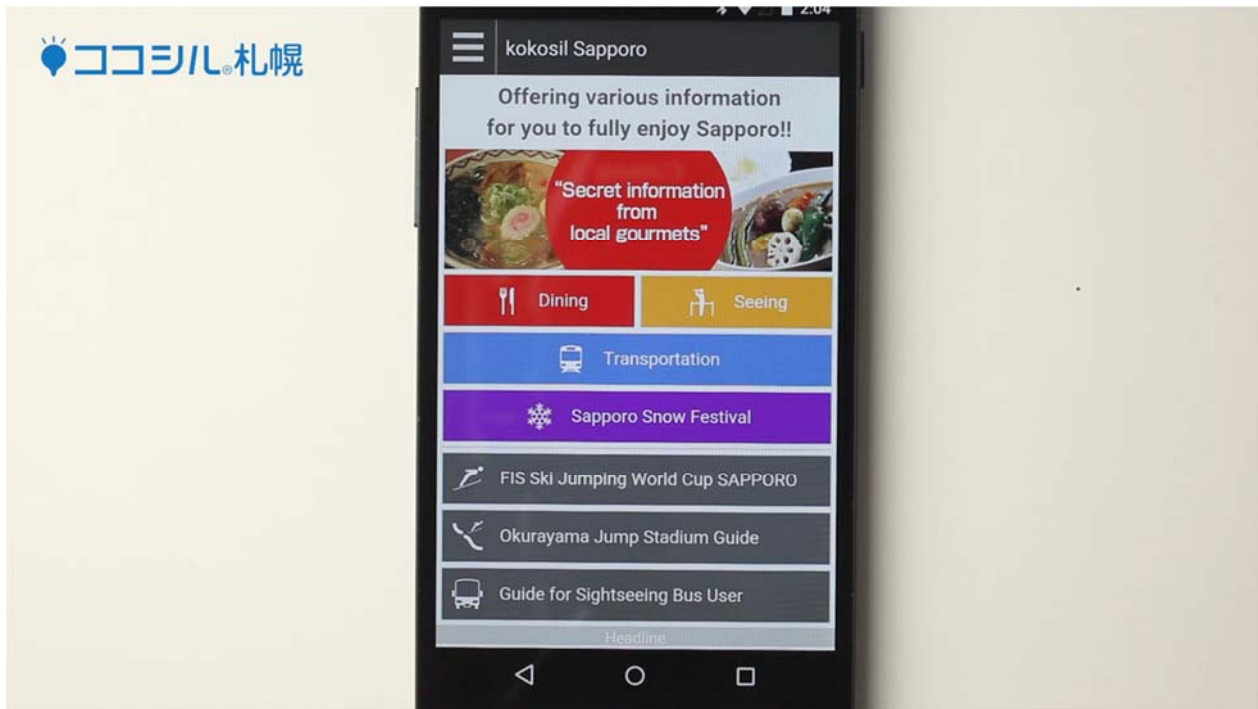 ココシル®札幌
2:04
kokosil Sapporo
Offering various information
for you to fully enjoy Sapporo!!
"Secret information
from
local gourmets"
Dining
Seeing
Transportation
Sapporo Snow Festival
FIS Ski Jumping World Cup SAPPORO
Okurayama Jump Stadium Guide
Guide for Sightseeing Bus User
Headline